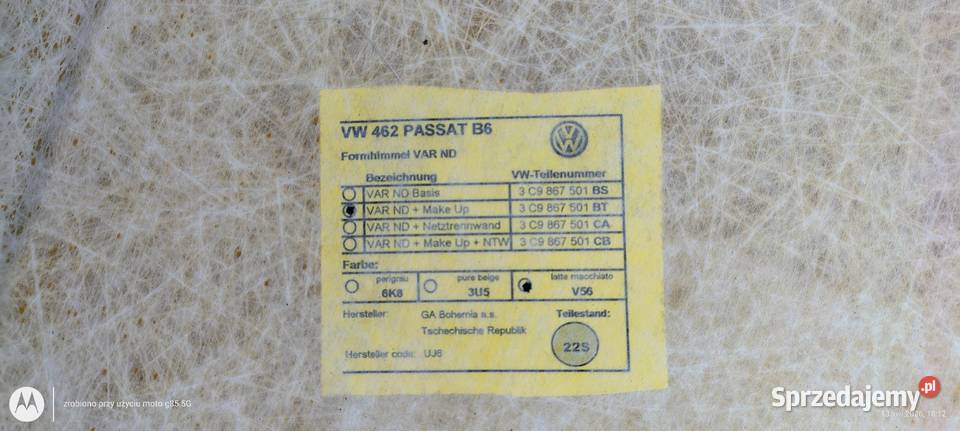 VW 462 PASSAT B6
Formhimmel VAR ND
Bezeichnung VW-Teilenummer
VAR ND Basis 3 C9 867 501 BS
VAR ND + Make Up 3 C9 867 501 BT
VAR ND + Netztrennwand 3 C9 867 501 CA
VAR ND + Make Up + NTW 3 C9 867 501 CB
Farbe:
perlgrau pure beige latte macchiato
6K8 3U5 V56
Hersteller: GA Bohemia a.s. Teilestand:
Tschechische Republik
22S
Hersteller code: UJ6
zrobiono przy użyciu moto g85 5G
Sprzedajemy.pl